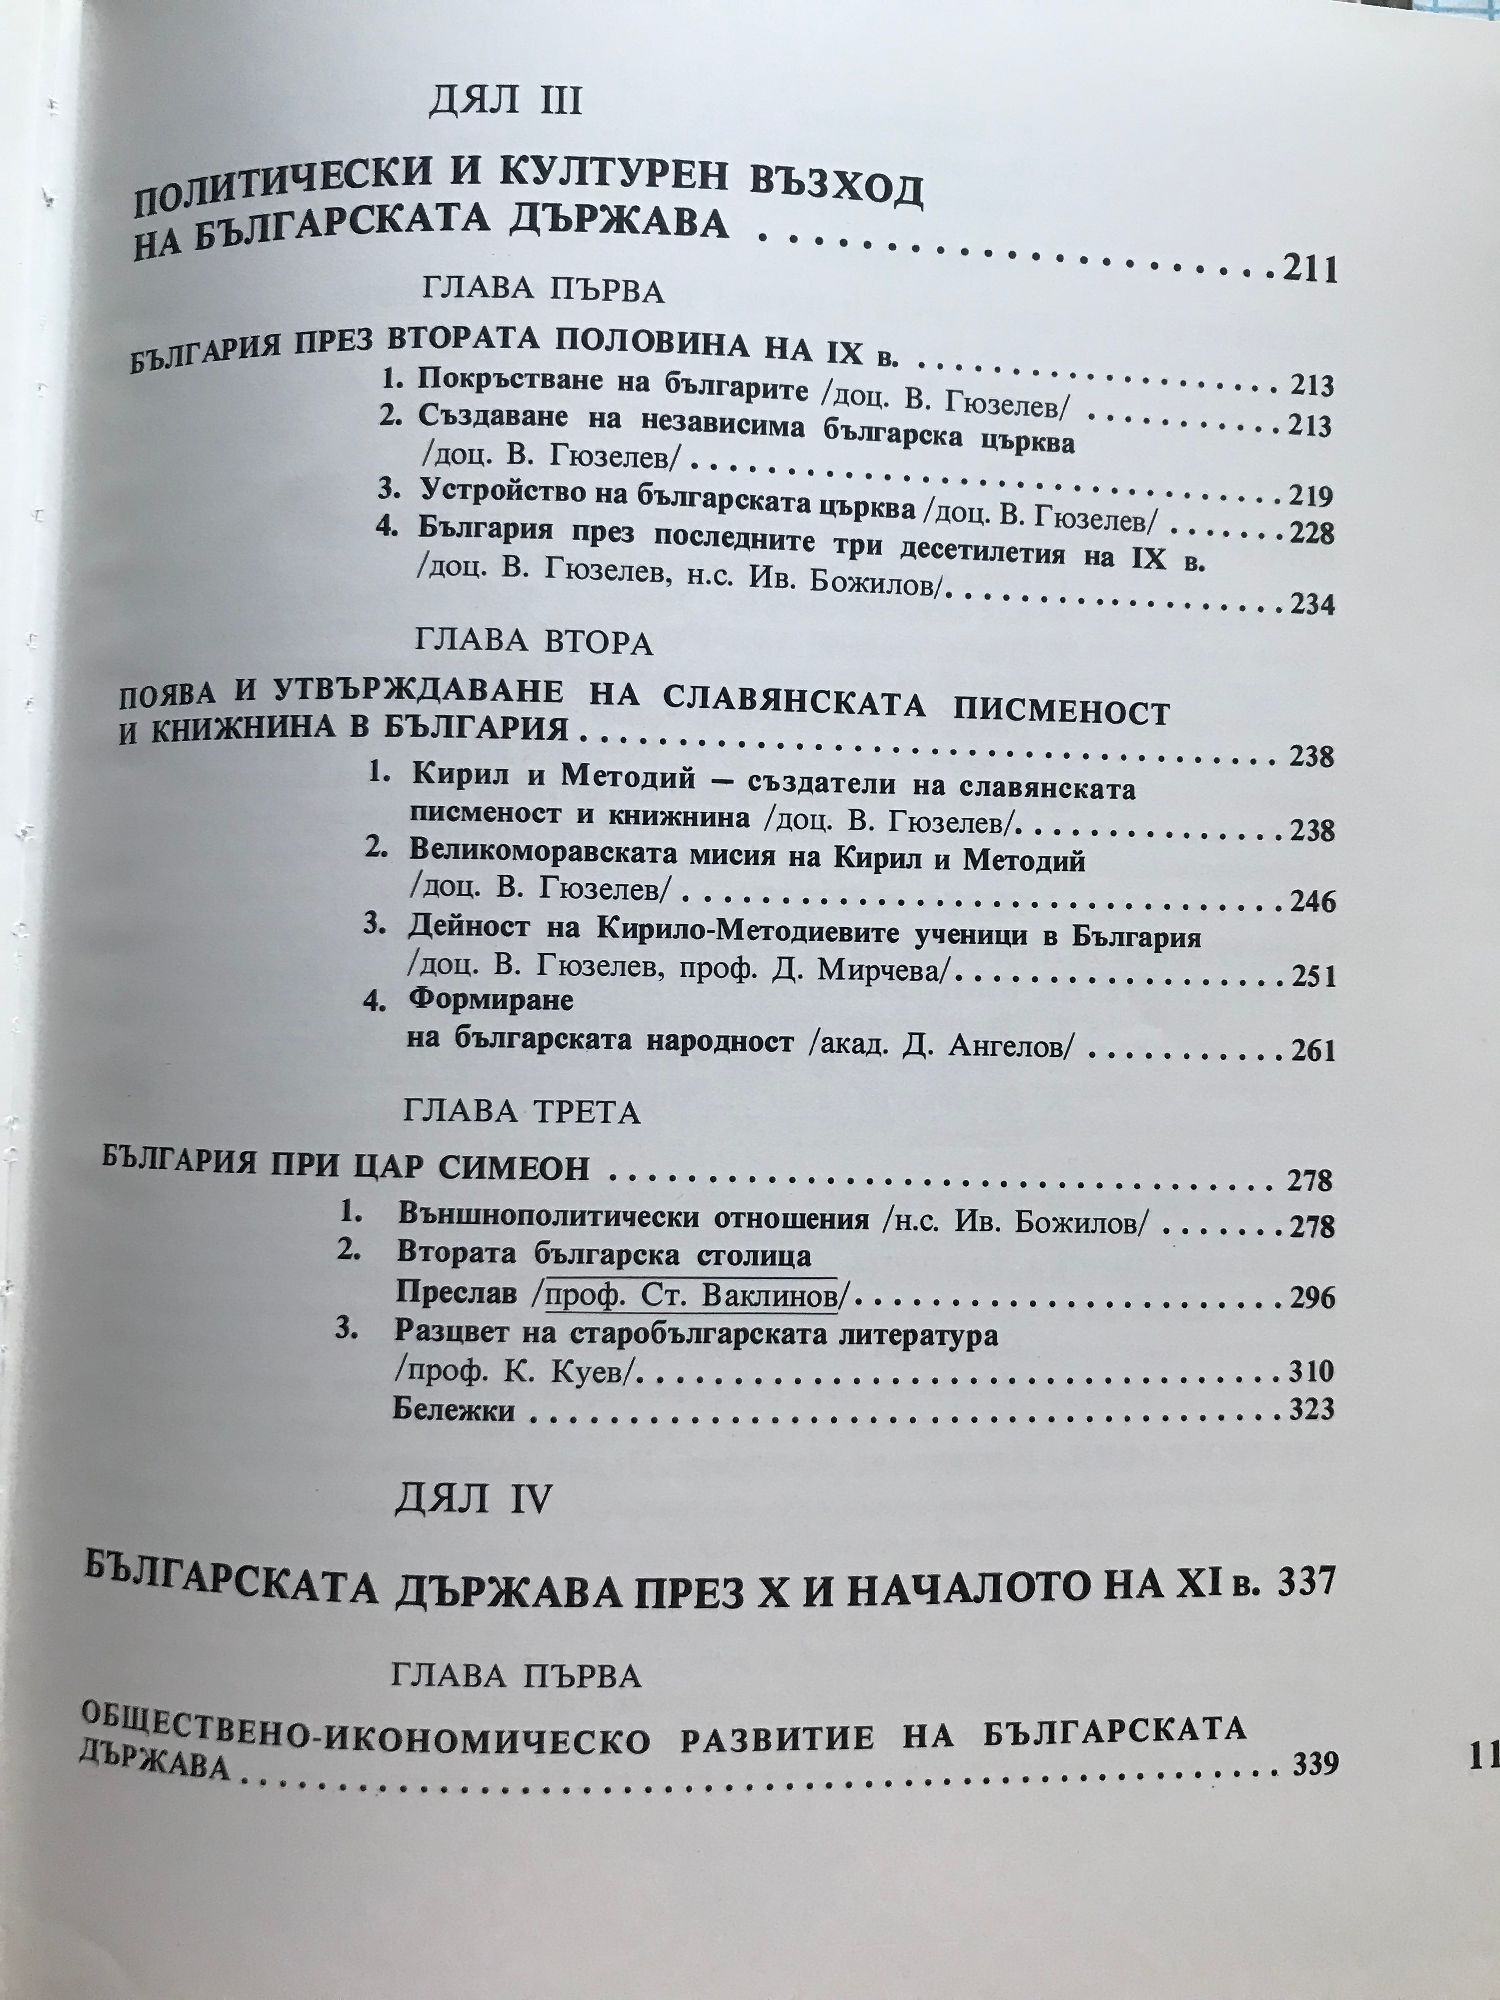 ДЯЛ III
ПОЛИТИЧЕСКИ И КУЛТУРЕН ВЪЗХОД
НА БЪЛГАРСКАТА ДЪРЖАВА . . . . . . . . . . . . . . . . . . . . . . 211
ГЛАВА ПЪРВА
БЪЛГАРИЯ ПРЕЗ ВТОРАТА ПОЛОВИНА НА IX в. . . . . . . . . . . . . . . . . . . . 213
1. Покръстване на българите /доц. В. Гюзелев/ . . . . . . . . . . . . 213
2. Създаване на независима българска църква
/доц. В. Гюзелев/ . . . . . . . . . . . . . . . . . . . . . . . . . . . . . . . . 219
3. Устройство на българската църква /доц. В. Гюзелев/ . . . . . . . 228
4. България през последните три десетилетия на IX в.
/доц. В. Гюзелев, н.с. Ив. Божилов/. . . . . . . . . . . . . . . . . . 234
ГЛАВА ВТОРА
ПОЯВА И УТВЪРЖДАВАНЕ НА СЛАВЯНСКАТА ПИСМЕНОСТ
И КНИЖНИНА В БЪЛГАРИЯ . . . . . . . . . . . . . . . . . . . . . . . . . . . . . . . . . . . . 238
1. Кирил и Методий — създатели на славянската
писменост и книжнина /доц. В. Гюзелев/. . . . . . . . . . . . . . . 238
2. Великоморавската мисия на Кирил и Методий
/доц. В. Гюзелев/ . . . . . . . . . . . . . . . . . . . . . . . . . . . . . . . . 246
3. Дейност на Кирило-Методиевите ученици в България
/доц. В. Гюзелев, проф. Д. Мирчева/. . . . . . . . . . . . . . . . . . 251
4. Формиране
на българската народност /акад. Д. Ангелов/ . . . . . . . . . . . 261
ГЛАВА ТРЕТА
БЪЛГАРИЯ ПРИ ЦАР СИМЕОН . . . . . . . . . . . . . . . . . . . . . . . . . . . . . . . . . . . 278
1. Външнополитически отношения /н.с. Ив. Божилов/ . . . . . . . 278
2. Втората българска столица
Преслав /проф. Ст. Ваклинов/. . . . . . . . . . . . . . . . . . . . . . . 296
3. Разцвет на старобългарската литература
/проф. К. Куев/. . . . . . . . . . . . . . . . . . . . . . . . . . . . . . . . . . 310
Бележки . . . . . . . . . . . . . . . . . . . . . . . . . . . . . . . . . . . . . . . . 323
ДЯЛ IV
БЪЛГАРСКАТА ДЪРЖАВА ПРЕЗ X И НАЧАЛОТО НА XI в. 337
ГЛАВА ПЪРВА
ОБЩЕСТВЕНО-ИКОНОМИЧЕСКО РАЗВИТИЕ НА БЪЛГАРСКАТА
ДЪРЖАВА . . . . . . . . . . . . . . . . . . . . . . . . . . . . . . . . . . . . . . . . . . . . . . . . . . . . . . 339
11